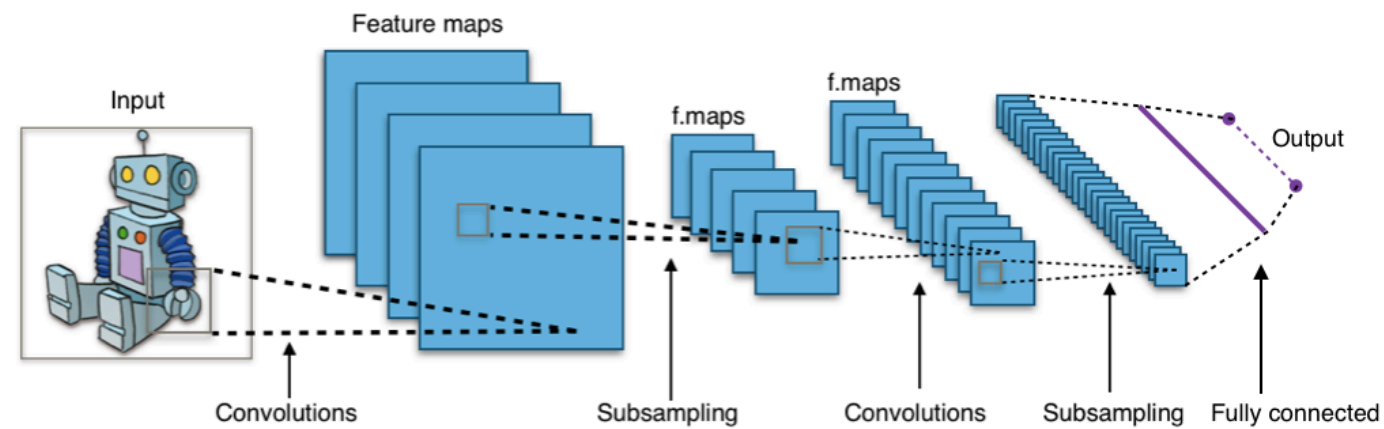 Feature maps
f.maps
Input
f.maps
Output
Convolutions
Subsampling
Convolutions
Subsampling
Fully connected